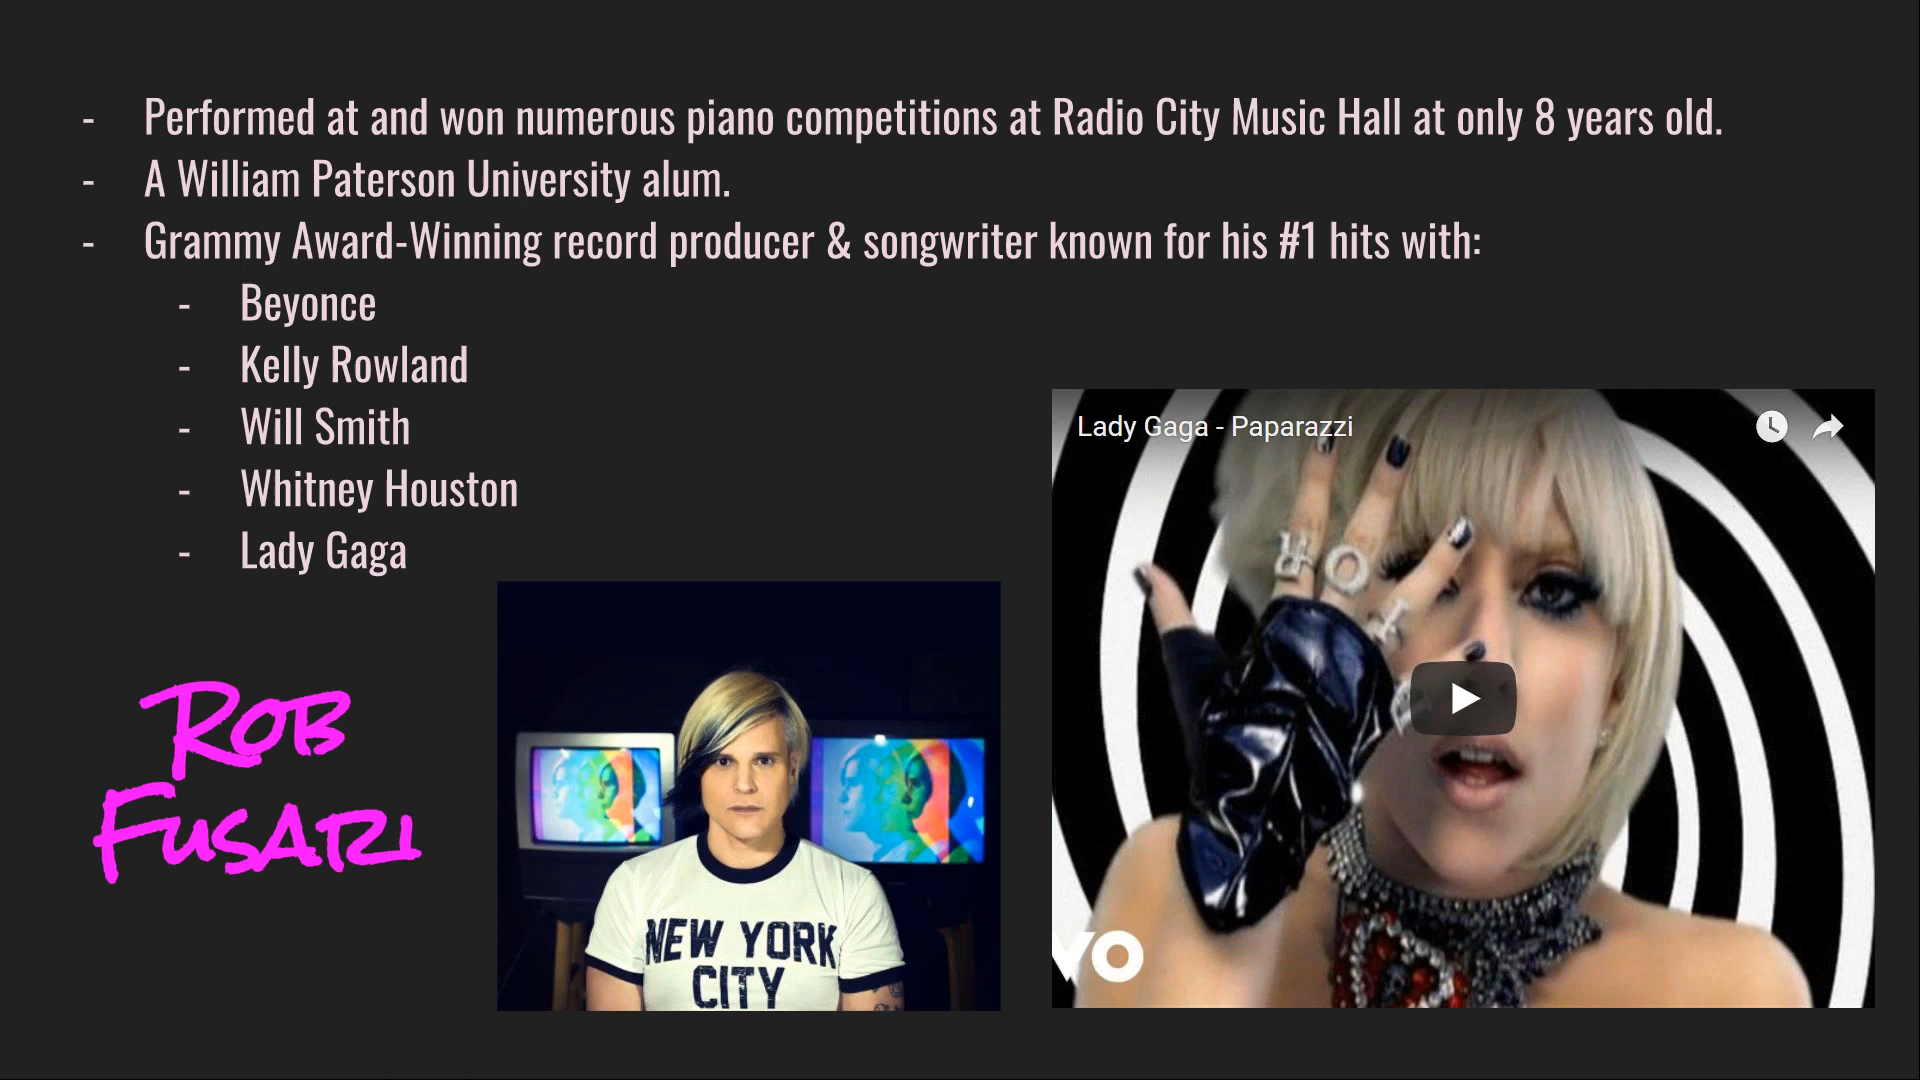 - Performed at and won numerous piano competitions at Radio City Music Hall at only 8 years old.
- A William Paterson University alum.
- Grammy Award-Winning record producer & songwriter known for his #1 hits with:
- Beyonce
- Kelly Rowland
- Will Smith
- Whitney Houston
- Lady Gaga
Lady Gaga - Paparazzi
ROB
FUSARI
NEW YORK
CITY
VO